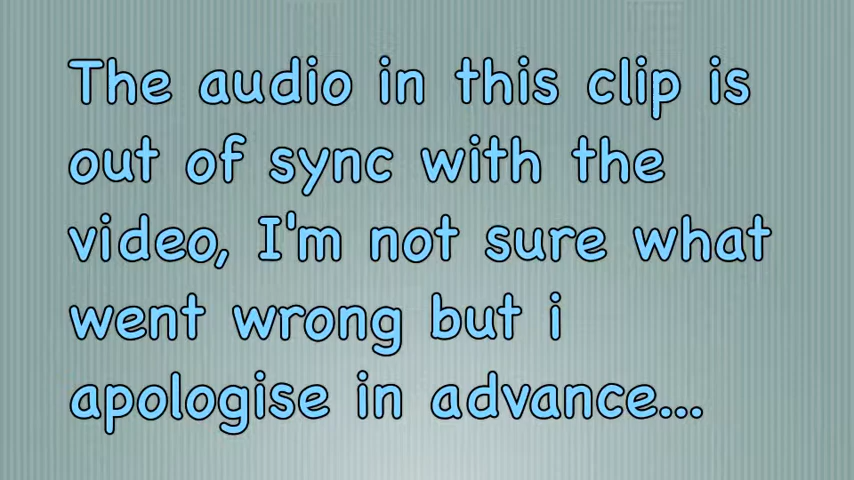 The audio in this clip is
out of sync with the
video, I'm not sure what
went wrong but i
apologise in advance...